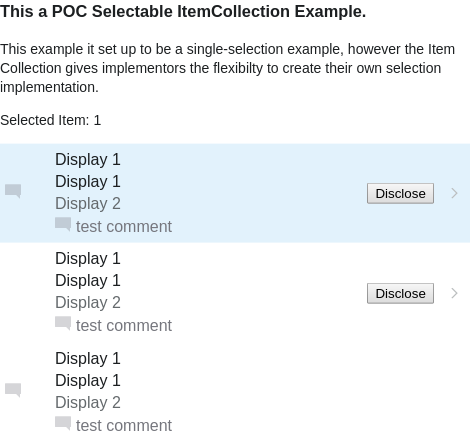 This a POC Selectable ItemCollection Example.
This example it set up to be a single-selection example, however the Item
Collection gives implementors the flexibilty to create their own selection
implementation.
Selected Item: 1
Display 1
Display 1
Disclose
Display 2
test comment
Display 1
Display 1
Disclose
Display 2
test comment
Display 1
Display 1
Display 2
test comment